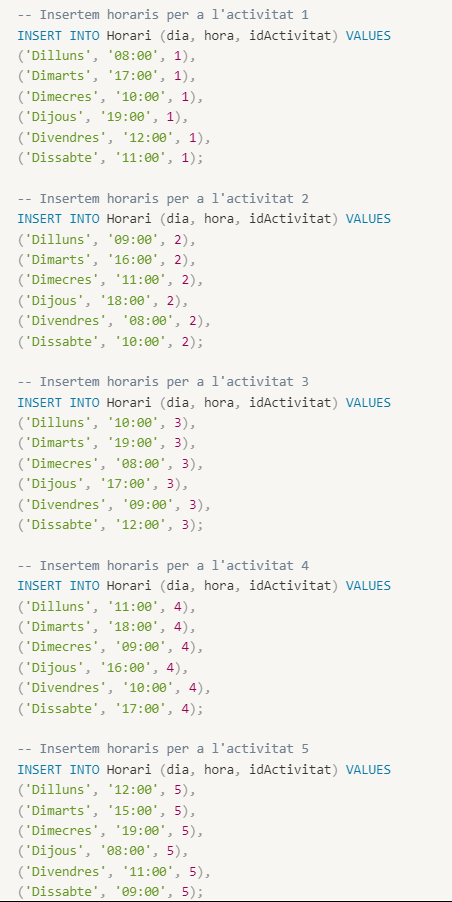 -- Insertem horaris per a l'activitat 1
INSERT INTO Horari (dia, hora, idActivitat) VALUES
('Dilluns', '08:00', 1),
('Dimarts', '17:00', 1),
('Dimecres', '10:00', 1),
('Dijous', '19:00', 1),
('Divendres', '12:00', 1),
('Dissabte', '11:00', 1);
-- Insertem horaris per a l'activitat 2
INSERT INTO Horari (dia, hora, idActivitat) VALUES
('Dilluns', '09:00', 2),
('Dimarts', '16:00', 2),
('Dimecres', '11:00', 2),
('Dijous', '18:00', 2),
('Divendres', '08:00', 2),
('Dissabte', '10:00', 2);
-- Insertem horaris per a l'activitat 3
INSERT INTO Horari (dia, hora, idActivitat) VALUES
('Dilluns', '10:00', 3),
('Dimarts', '19:00', 3),
('Dimecres', '08:00', 3),
('Dijous', '17:00', 3),
('Divendres', '09:00', 3),
('Dissabte', '12:00', 3);
-- Insertem horaris per a l'activitat 4
INSERT INTO Horari (dia, hora, idActivitat) VALUES
('Dilluns', '11:00', 4),
('Dimarts', '18:00', 4),
('Dimecres', '09:00', 4),
('Dijous', '16:00', 4),
('Divendres', '10:00', 4),
('Dissabte', '17:00', 4);
-- Insertem horaris per a l'activitat 5
INSERT INTO Horari (dia, hora, idActivitat) VALUES
('Dilluns', '12:00', 5),
('Dimarts', '15:00', 5),
('Dimecres', '19:00', 5),
('Dijous', '08:00', 5),
('Divendres', '11:00', 5),
('Dissabte', '09:00', 5);